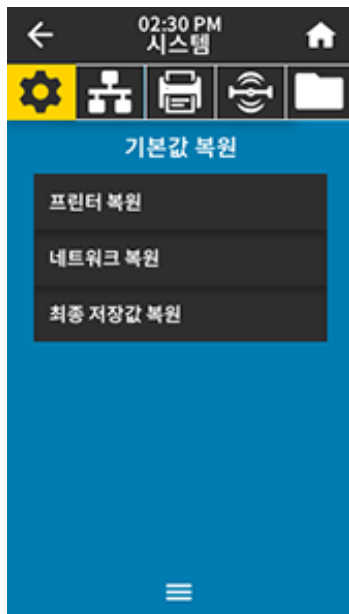 02:30 PM
시스템
기본값 복원
프린터 복원
네트워크 복원
최종 저장값 복원